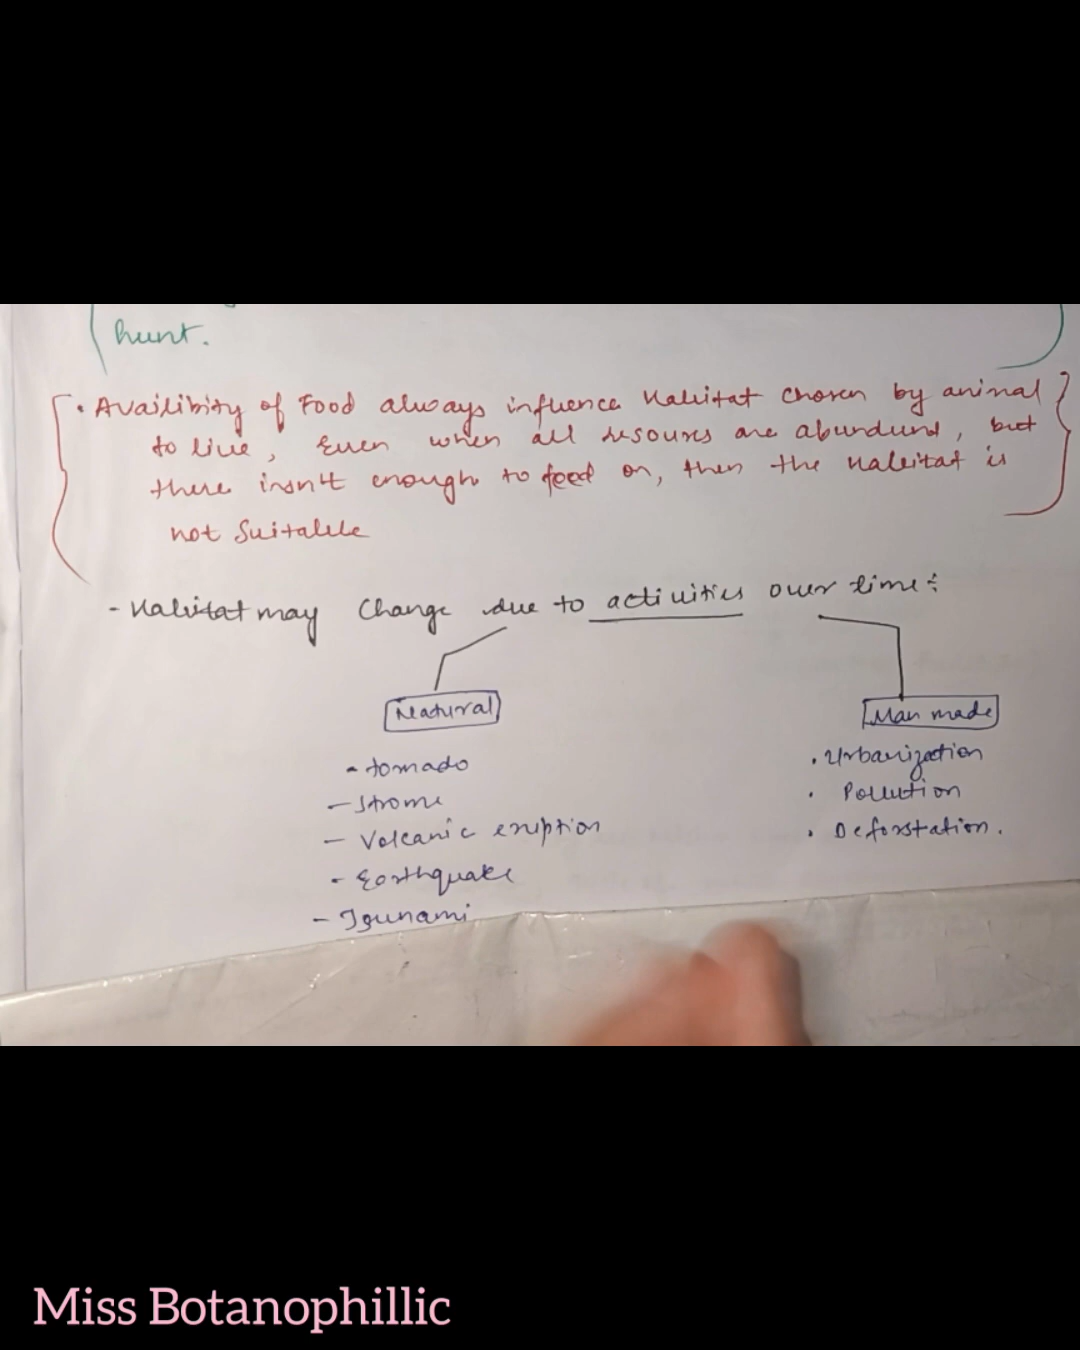 hunt.
• Availibity of Food always influence Habitat chosen by animal
to live, Even when all resources are abundund, but
there insn't enough to feed on, then the Habitat is
not Suitable
- Habitat may Change due to activities over time :
Natural
Man made
- tornado
- Strome
- Volcanic eruption
- Earthquake
- Tsunami
• Urbanization
• Pollution
• Deforstation.
Miss Botanophillic